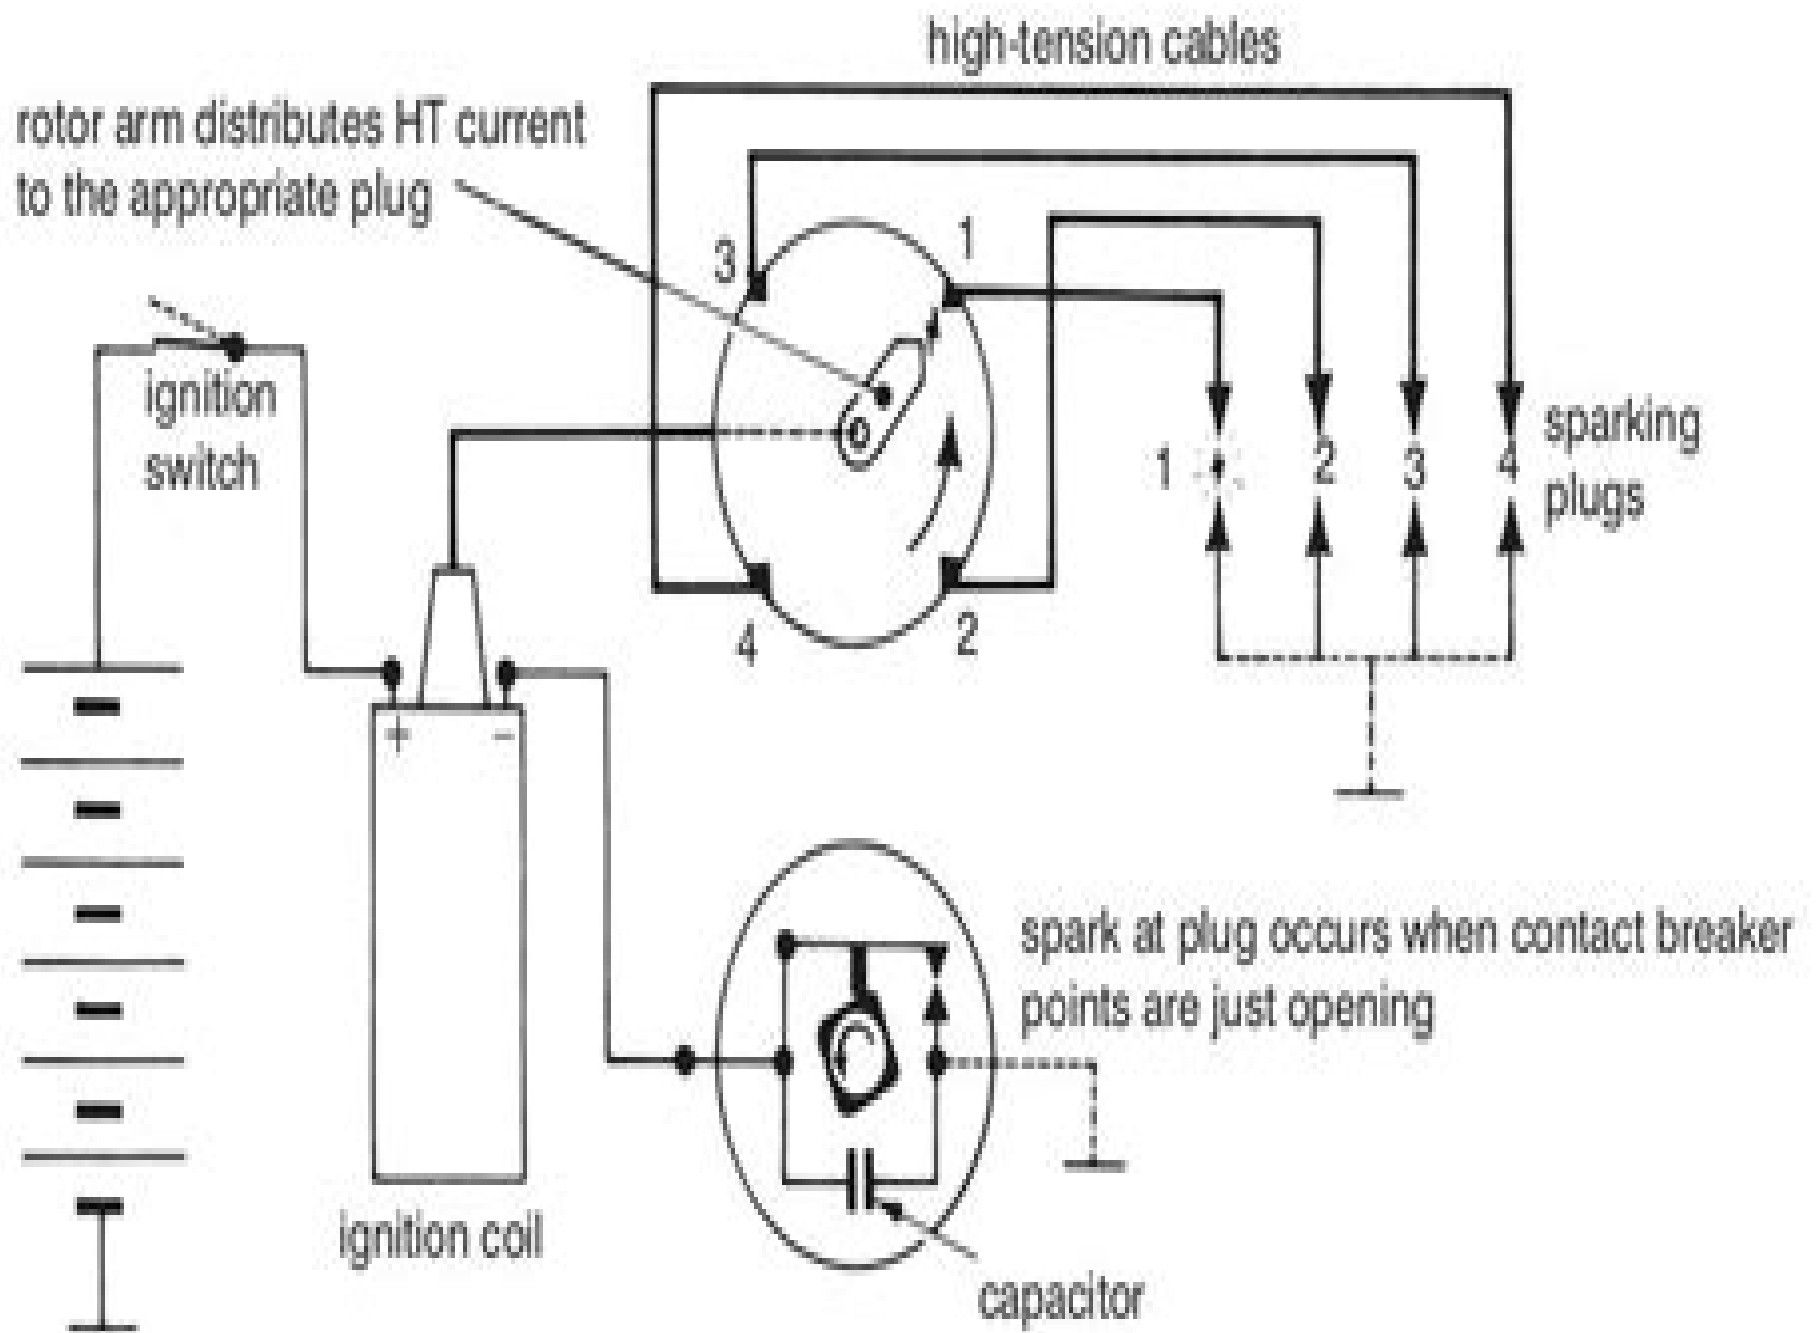 high-tension cables
rotor arm distributes HT current
to the appropriate plug
3
1
ignition
switch
sparking
plugs
1
2
3
4
4
2
+
–
spark at plug occurs when contact breaker
points are just opening
ignition coil
capacitor